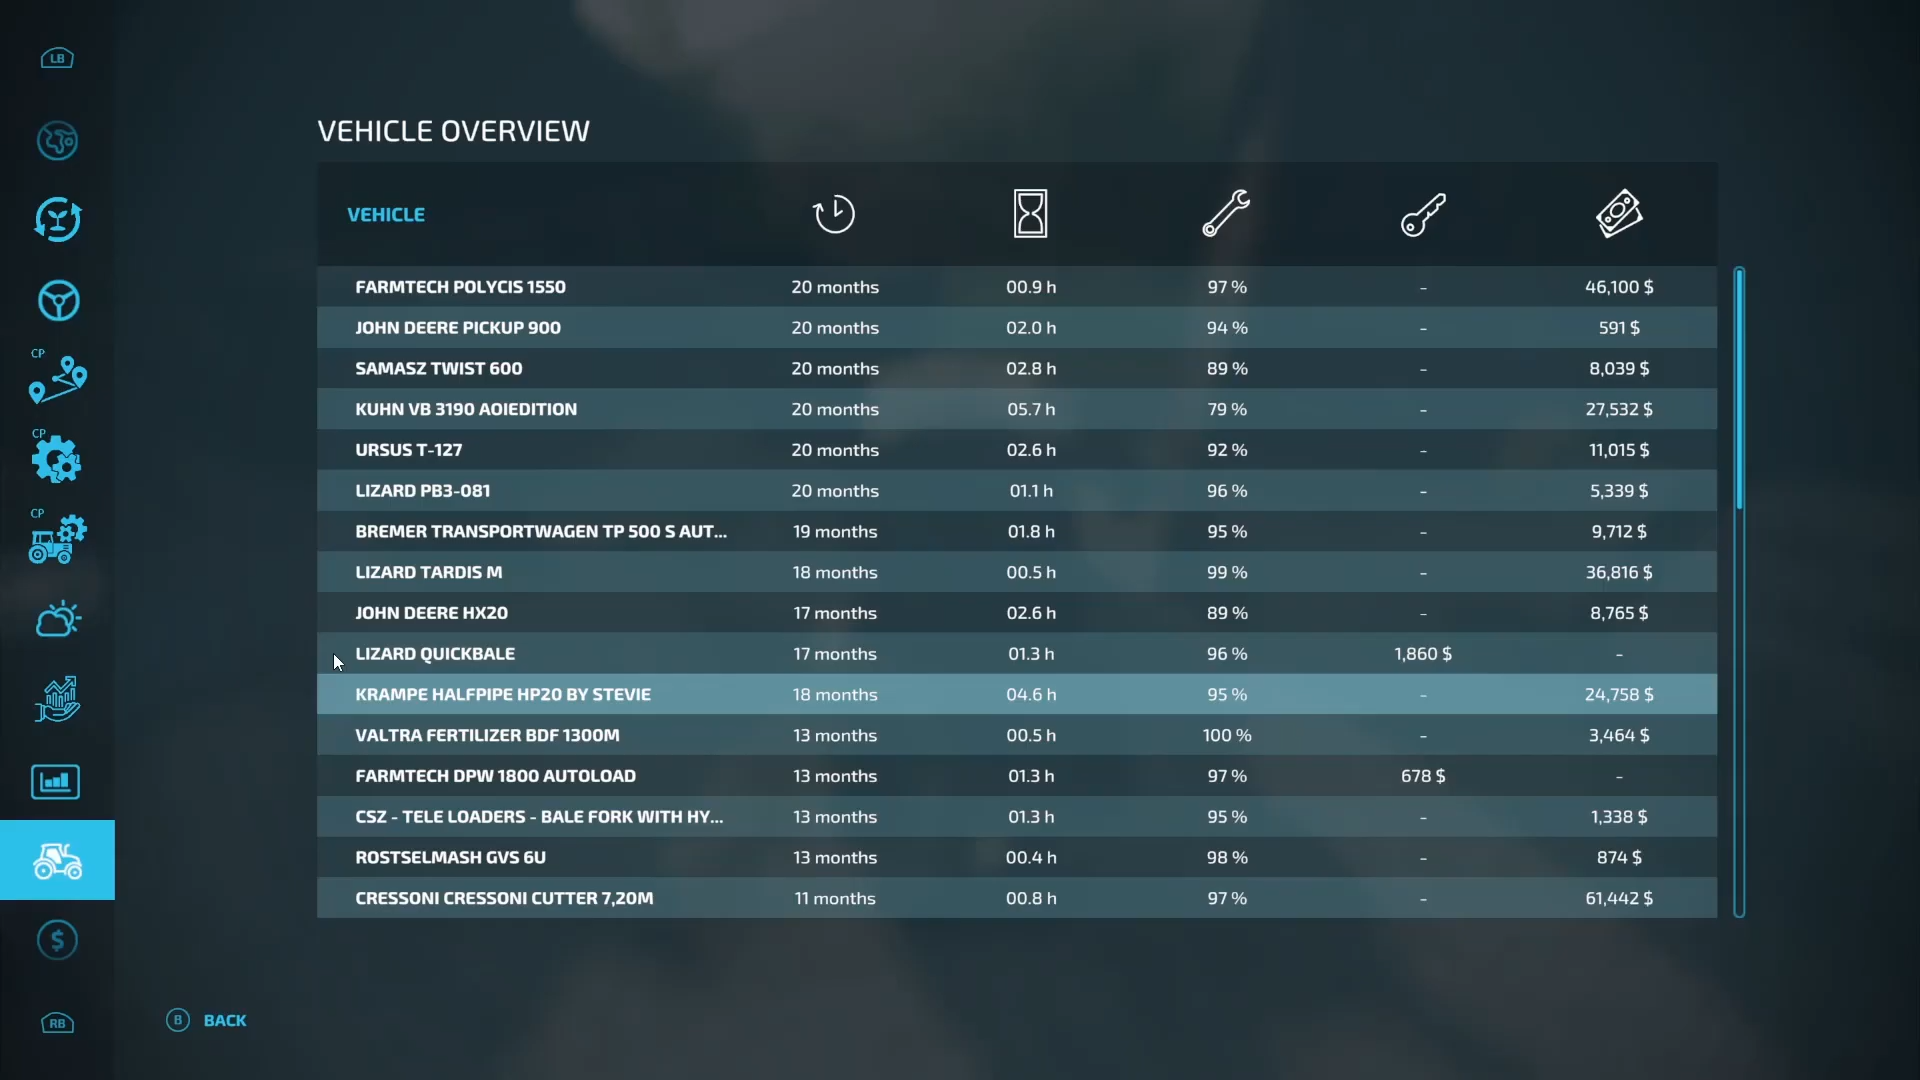 LB
VEHICLE OVERVIEW
VEHICLE
FARMTECH POLYCIS 1550 20 months 00.9 h 97 % - 46,100 $
JOHN DEERE PICKUP 900 20 months 02.0 h 94 % - 591 $
SAMASZ TWIST 600 20 months 02.8 h 89 % - 8,039 $
CP
KUHN VB 3190 AOIEDITION 20 months 05.7 h 79 % - 27,532 $
CP
URSUS T-127 20 months 02.6 h 92 % - 11,015 $
LIZARD PB3-081 20 months 01.1 h 96 % - 5,339 $
CP
BREMER TRANSPORTWAGEN TP 500 S AUT... 19 months 01.8 h 95 % - 9,712 $
LIZARD TARDIS M 18 months 00.5 h 99 % - 36,816 $
JOHN DEERE HX20 17 months 02.6 h 89 % - 8,765 $
LIZARD QUICKBALE 17 months 01.3 h 96 % 1,860 $ -
KRAMPE HALFPIPE HP20 BY STEVIE 18 months 04.6 h 95 % - 24,758 $
VALTRA FERTILIZER BDF 1300M 13 months 00.5 h 100 % - 3,464 $
FARMTECH DPW 1800 AUTOLOAD 13 months 01.3 h 97 % 678 $ -
CSZ - TELE LOADERS - BALE FORK WITH HY... 13 months 01.3 h 95 % - 1,338 $
ROSTSELMASH GVS 6U 13 months 00.4 h 98 % - 874 $
CRESSONI CRESSONI CUTTER 7,20M 11 months 00.8 h 97 % - 61,442 $
$
RB
B BACK